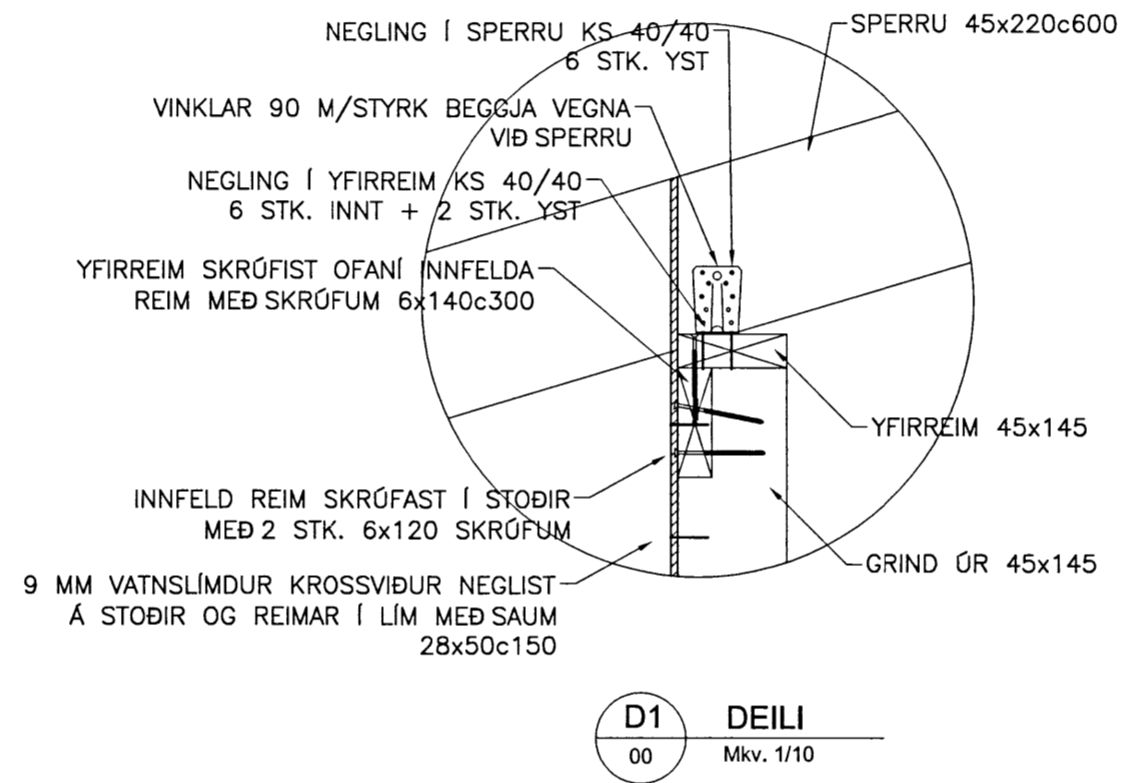 NEGLING Í SPERRU KS 40/40
6 STK. YST
SPERRU 45x220c600
VINKLAR 90 M/STYRK BEGGJA VEGNA
VIÐ SPERRU
NEGLING Í YFIRREIM KS 40/40
6 STK. INNT + 2 STK. YST
YFIRREIM SKRÚFIST OFANÍ INNFELDA
REIM MEÐ SKRÚFUM 6x140c300
YFIRREIM 45x145
INNFELD REIM SKRÚFAST Í STOÐIR
MEÐ 2 STK. 6x120 SKRÚFUM
GRIND ÚR 45x145
9 MM VATNSLÍMDUR KROSSVIÐUR NEGLIST
Á STOÐIR OG REIMAR Í LÍM MEÐ SAUM
28x50c150
D1 DEILI
00 Mkv. 1/10